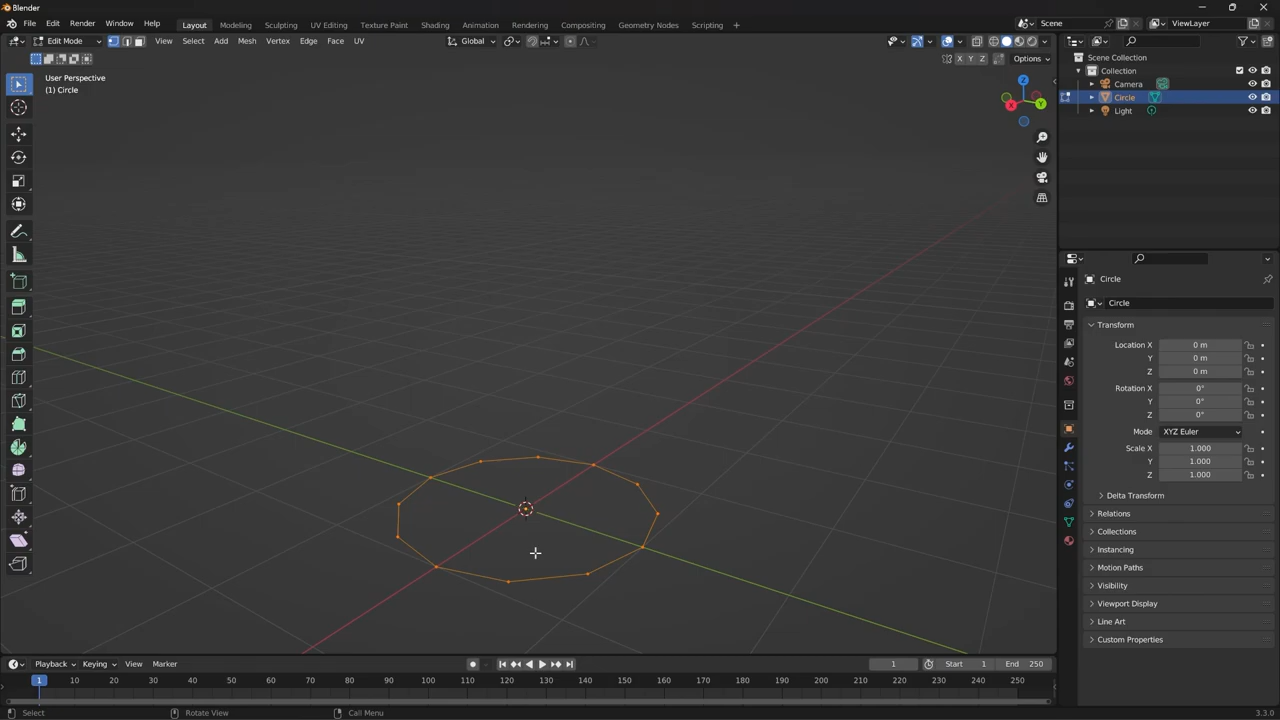 Blender
File Edit Render Window Help Layout Modeling Sculpting UV Editing Texture Paint Shading Animation Rendering Compositing Geometry Nodes Scripting + Scene ViewLayer
Edit Mode View Select Add Mesh Vertex Edge Face UV Global
X Y Z Options
User Perspective
(1) Circle
Z
X
Y
Scene Collection
Collection
Camera
Circle
Light
Circle
Circle
Transform
Location X 0 m
Y 0 m
Z 0 m
Rotation X 0°
Y 0°
Z 0°
Mode XYZ Euler
Scale X 1.000
Y 1.000
Z 1.000
Delta Transform
Relations
Collections
Instancing
Motion Paths
Visibility
Viewport Display
Line Art
Custom Properties
Playback Keying View Marker 1 Start 1 End 250
1 10 20 30 40 50 60 70 80 90 100 110 120 130 140 150 160 170 180 190 200 210 220 230 240 250
Select Rotate View Call Menu 3.3.0